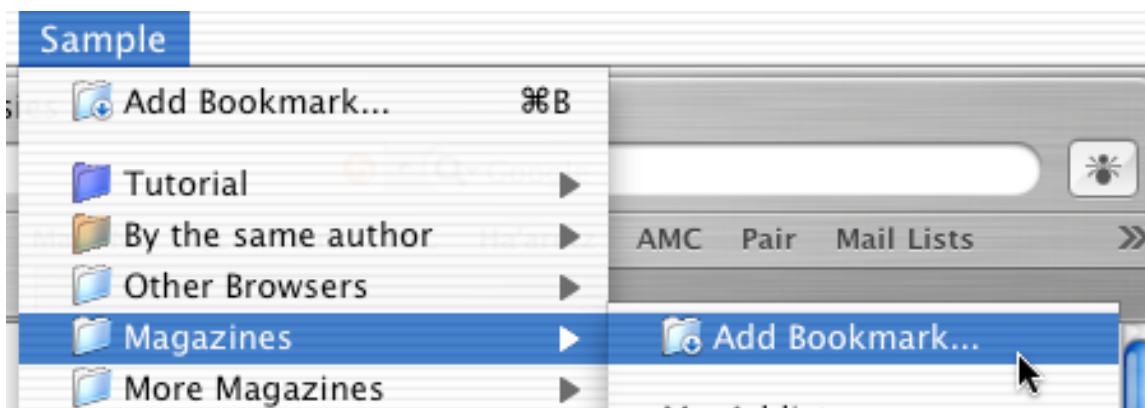 Sample
Add Bookmark... ⌘B
Tutorial
By the same author
AMC Pair Mail Lists »
Other Browsers
Magazines
Add Bookmark...
More Magazines